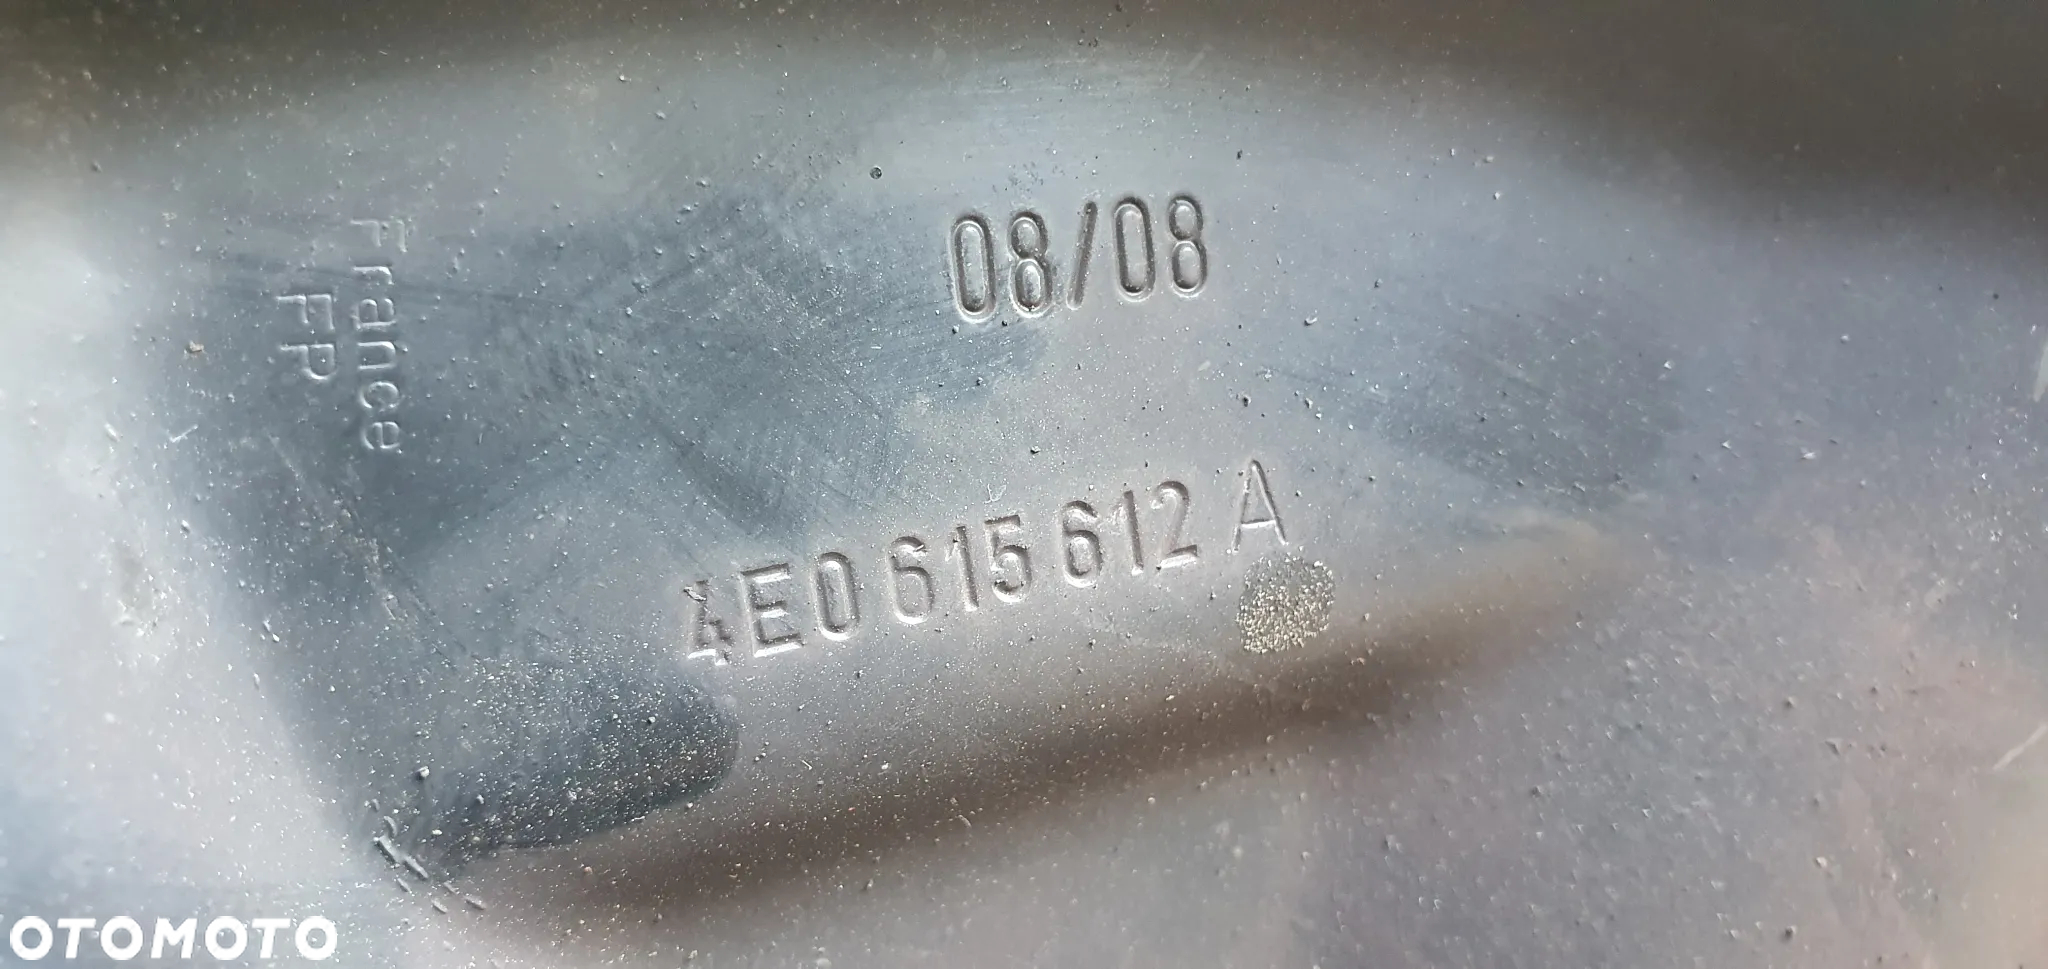 08/08
France
FP
4E0 615 612 A
OTOMOTO